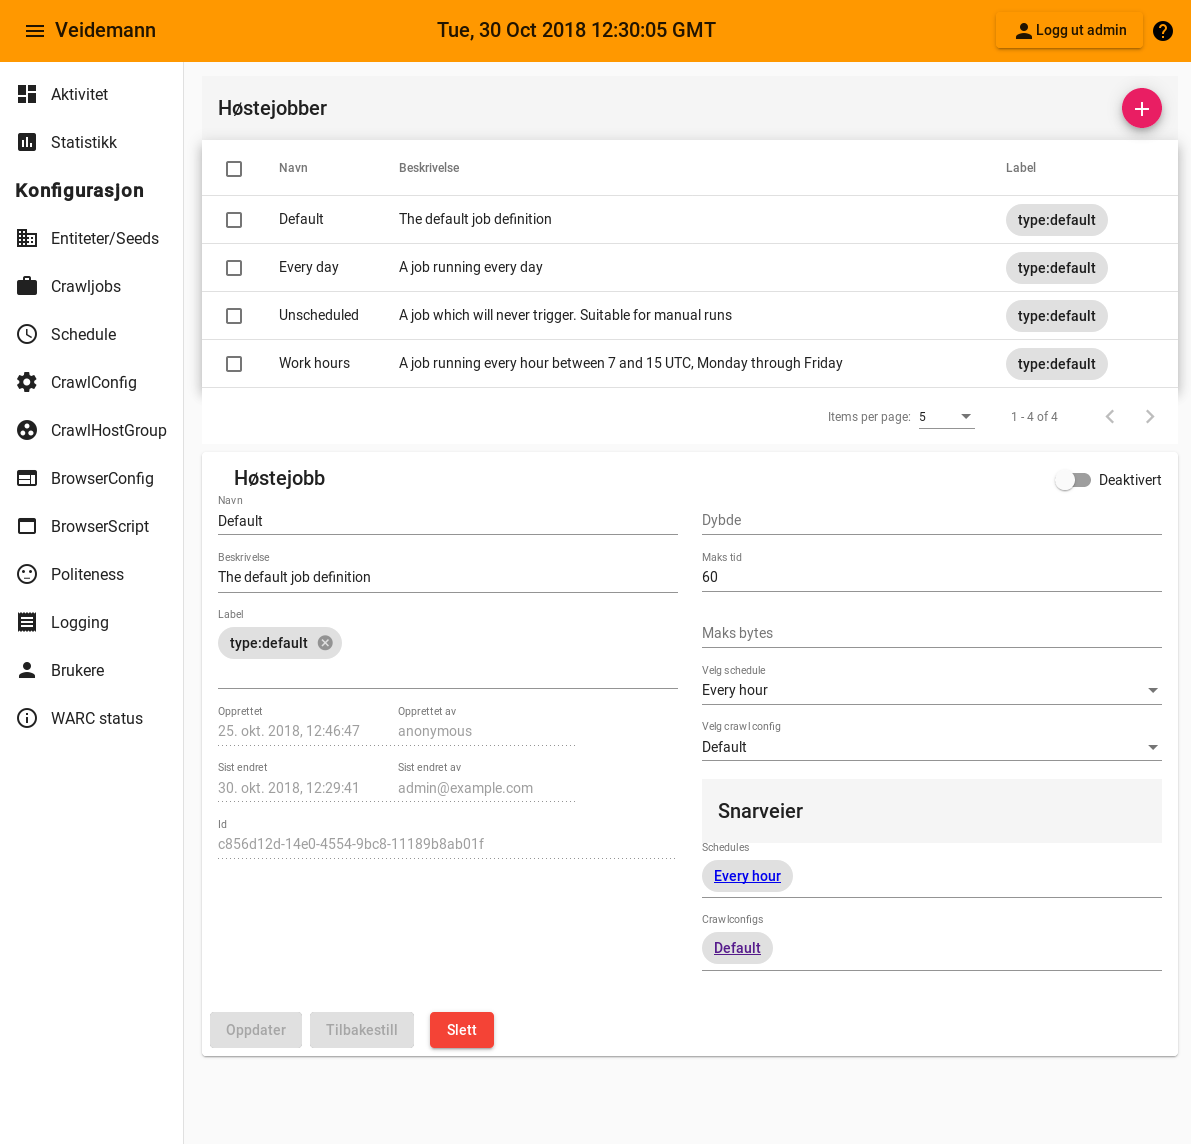 Veidemann
Tue, 30 Oct 2018 12:30:05 GMT
Logg ut admin
Aktivitet
Statistikk
Konfigurasjon
Entiteter/Seeds
Crawljobs
Schedule
CrawlConfig
CrawlHostGroup
BrowserConfig
BrowserScript
Politeness
Logging
Brukere
WARC status
Høstejobber
Navn Beskrivelse Label
Default The default job definition type:default
Every day A job running every day type:default
Unscheduled A job which will never trigger. Suitable for manual runs type:default
Work hours A job running every hour between 7 and 15 UTC, Monday through Friday type:default
Items per page: 5 1 - 4 of 4
Høstejobb
Deaktivert
Navn
Default
Beskrivelse
The default job definition
Label
type:default
Opprettet Opprettet av
25. okt. 2018, 12:46:47 anonymous
Sist endret Sist endret av
30. okt. 2018, 12:29:41 admin@example.com
Id
c856d12d-14e0-4554-9bc8-11189b8ab01f
Dybde
Maks tid
60
Maks bytes
Velg schedule
Every hour
Velg crawl config
Default
Snarveier
Schedules
Every hour
Crawlconfigs
Default
Oppdater Tilbakestill Slett